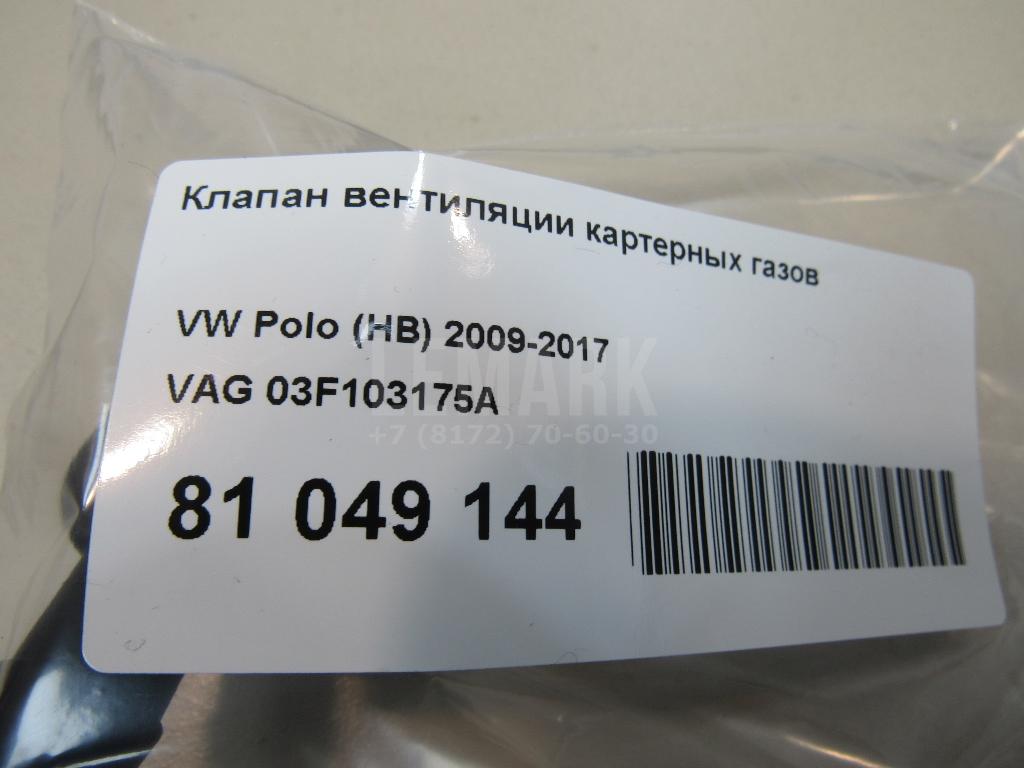 Клапан вентиляции картерных газов
VW Polo (HB) 2009-2017
VAG 03F103175A
LEMARK
+7 (8172) 70-60-30
81 049 144